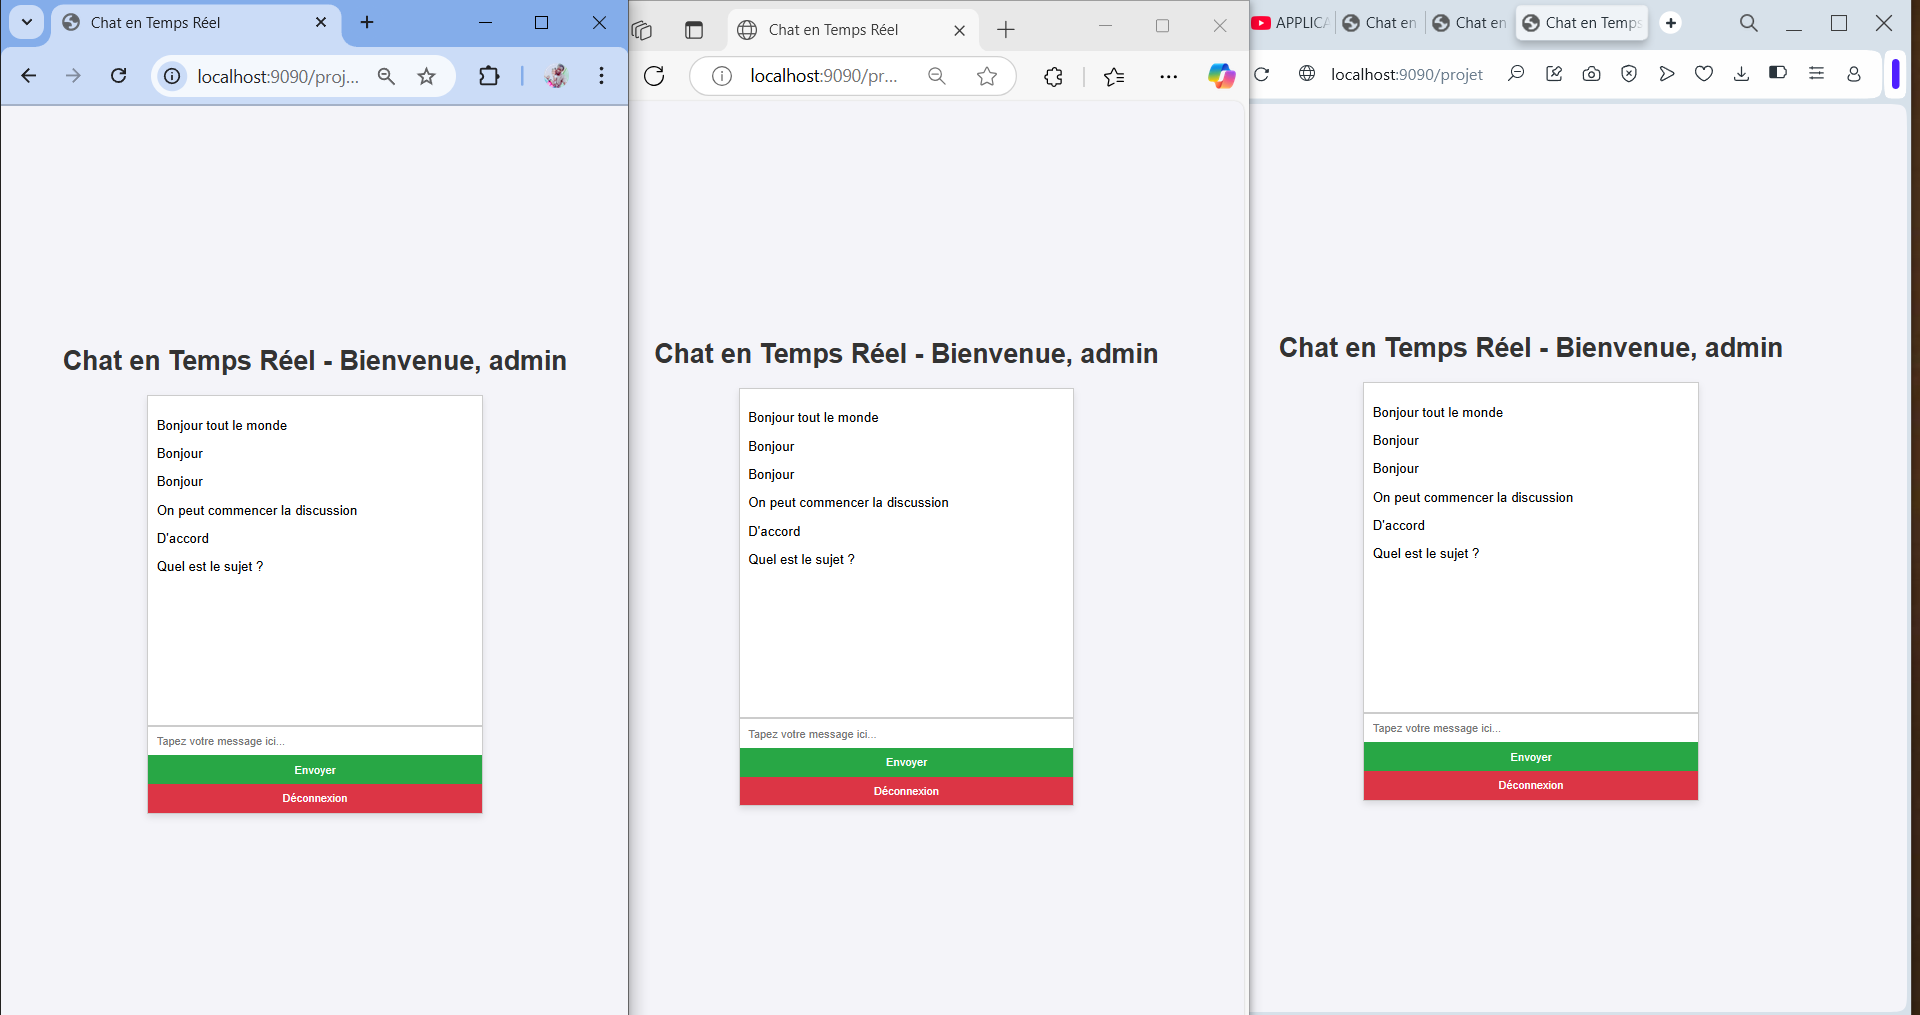 Chat en Temps Réel
localhost:9090/proj...
Chat en Temps Réel - Bienvenue, admin
Bonjour tout le monde
Bonjour
Bonjour
On peut commencer la discussion
D'accord
Quel est le sujet ?
Tapez votre message ici...
Envoyer
Déconnexion
Chat en Temps Réel
localhost:9090/pr...
Chat en Temps Réel - Bienvenue, admin
Bonjour tout le monde
Bonjour
Bonjour
On peut commencer la discussion
D'accord
Quel est le sujet ?
Tapez votre message ici...
Envoyer
Déconnexion
APPLICA Chat en Chat en Chat en Temps
localhost:9090/projet
Chat en Temps Réel - Bienvenue, admin
Bonjour tout le monde
Bonjour
Bonjour
On peut commencer la discussion
D'accord
Quel est le sujet ?
Tapez votre message ici...
Envoyer
Déconnexion